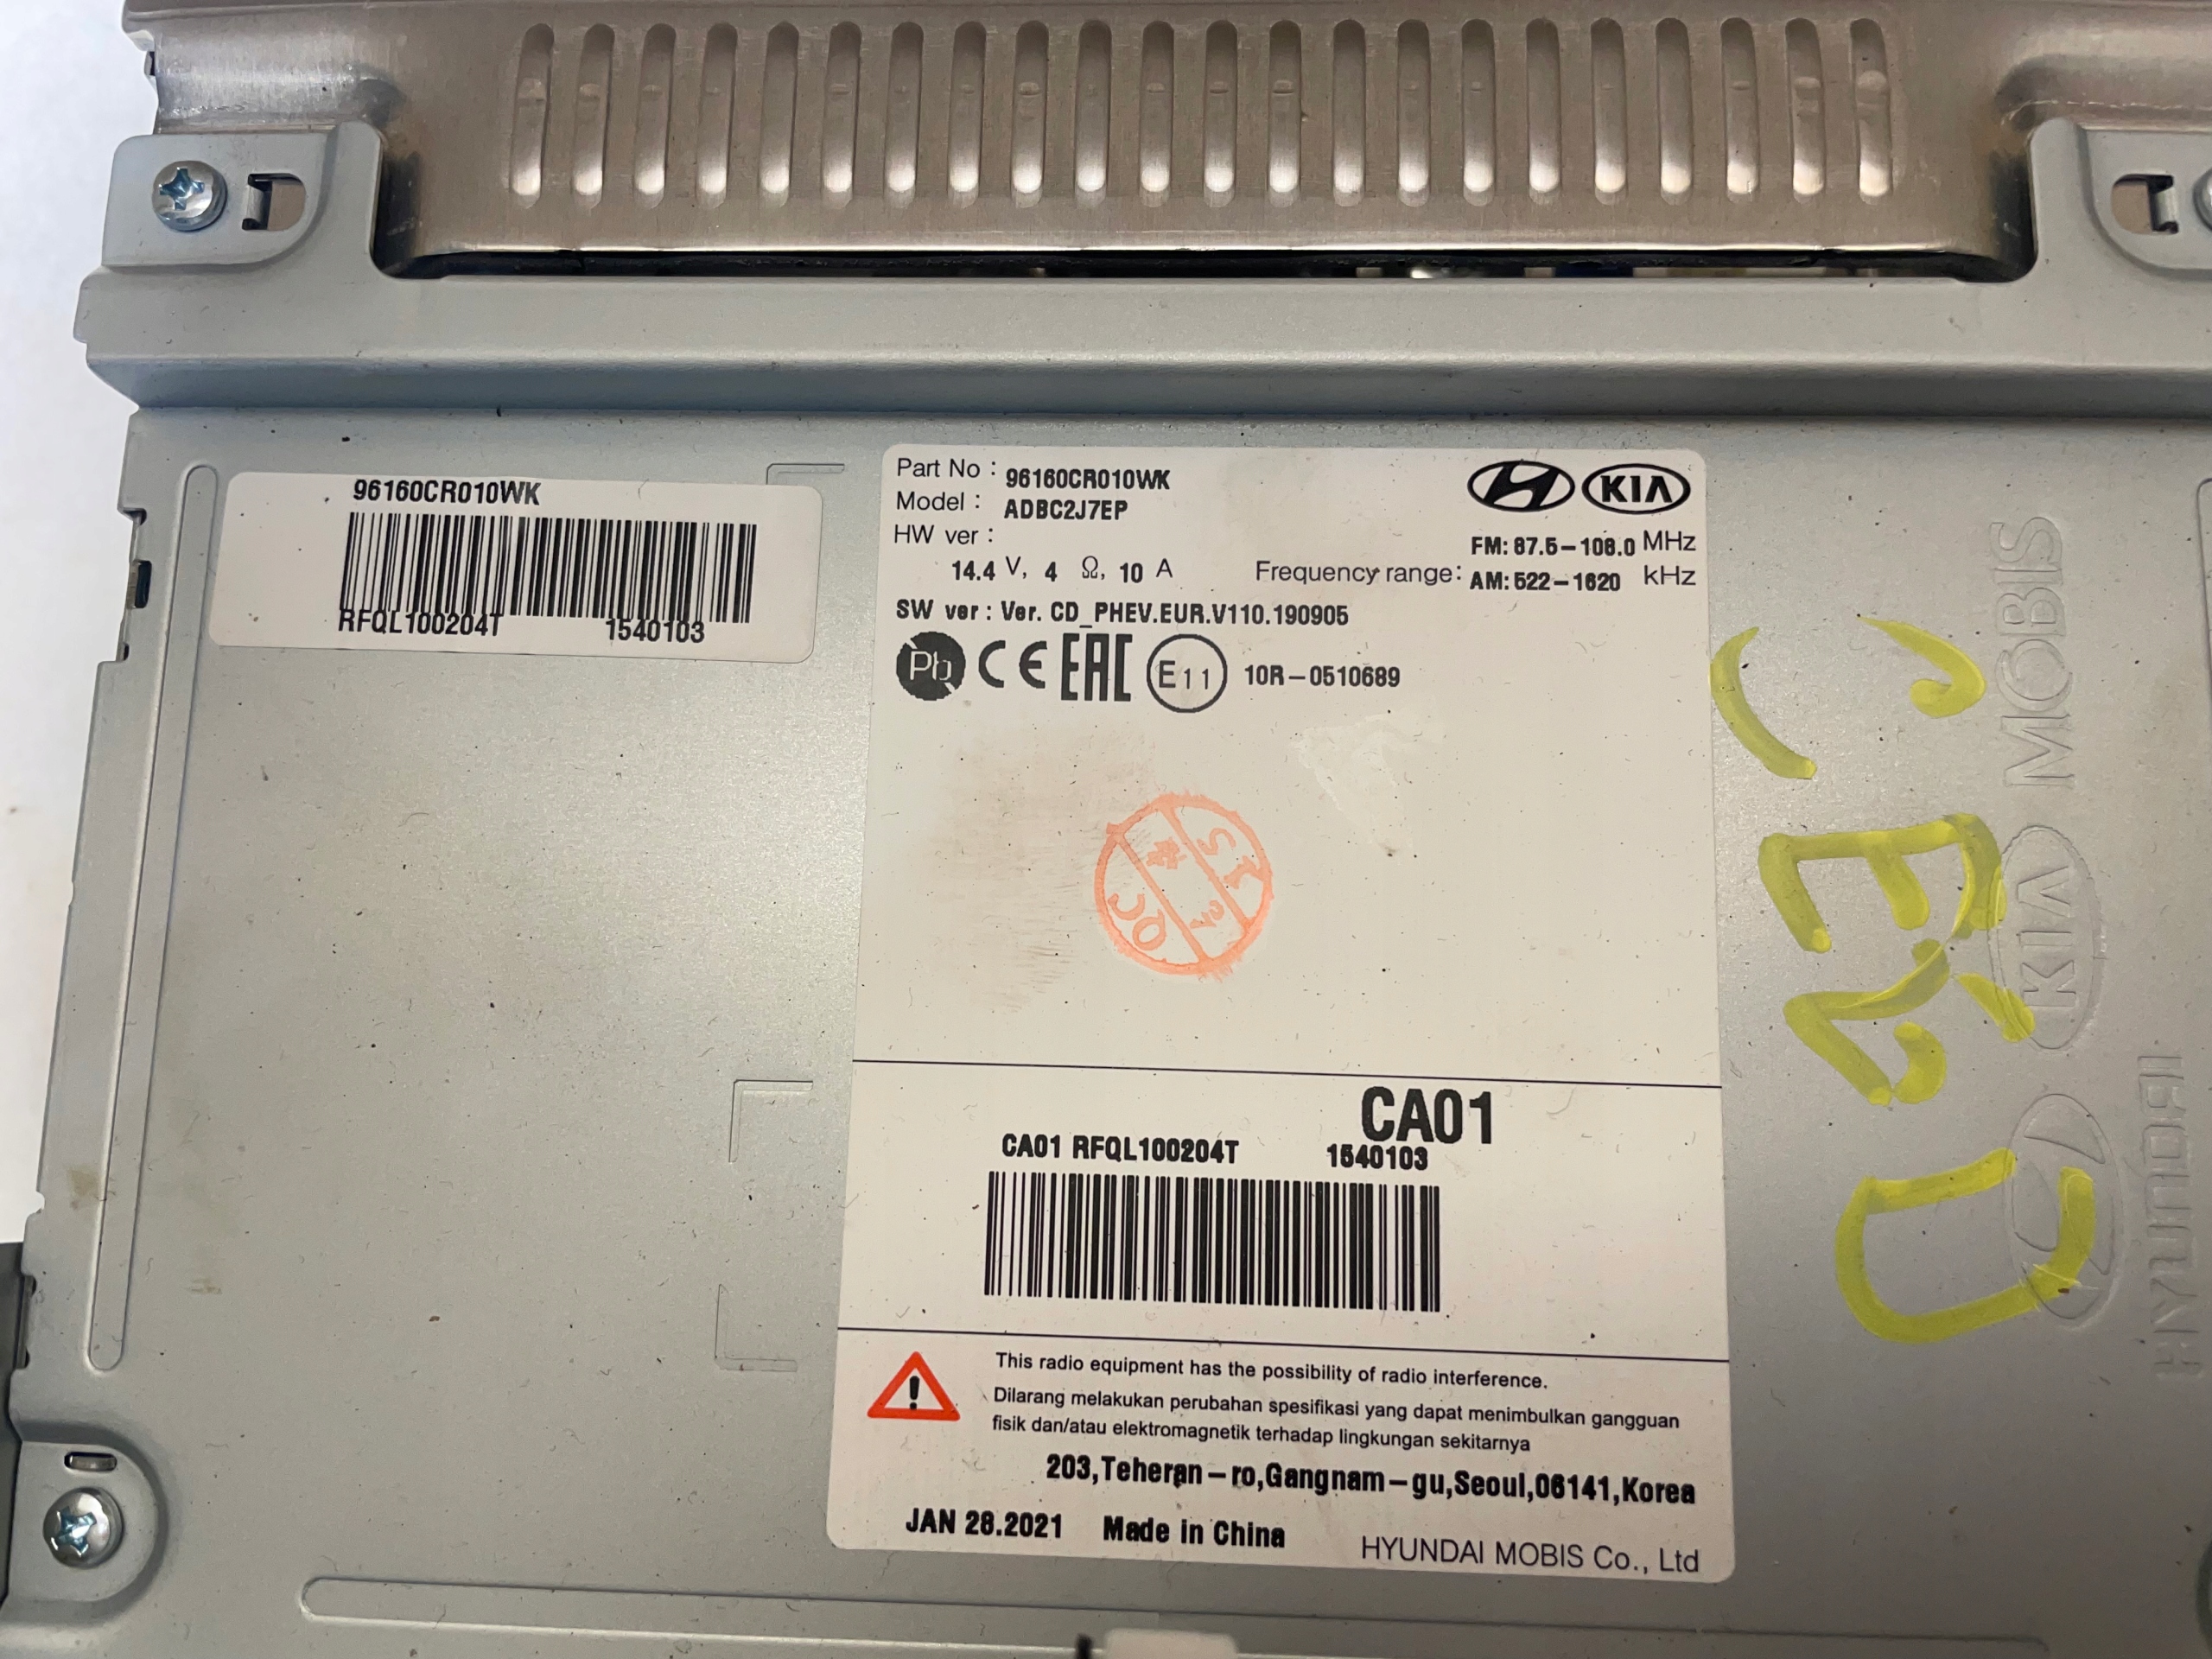 96160CR010WK
RFQL100204T 1540103
Part No : 96160CR010WK
Model : ADBC2J7EP
HW ver :
14.4 V, 4 Ω, 10 A
KIA
FM: 87.5-108.0 MHz
Frequency range: AM: 522-1620 kHz
SW ver : Ver. CD_PHEV.EUR.V110.190905
Pb CE EAC E11 10R-0510689
QC
CA01
CA01 RFQL100204T 1540103
This radio equipment has the possibility of radio interference.
Dilarang melakukan perubahan spesifikasi yang dapat menimbulkan gangguan
fisik dan/atau elektromagnetik terhadap lingkungan sekitarnya
203,Teheran-ro,Gangnam-gu,Seoul,06141,Korea
JAN 28.2021 Made in China
HYUNDAI MOBIS Co., Ltd
HYUNDAI KIA MOBIS